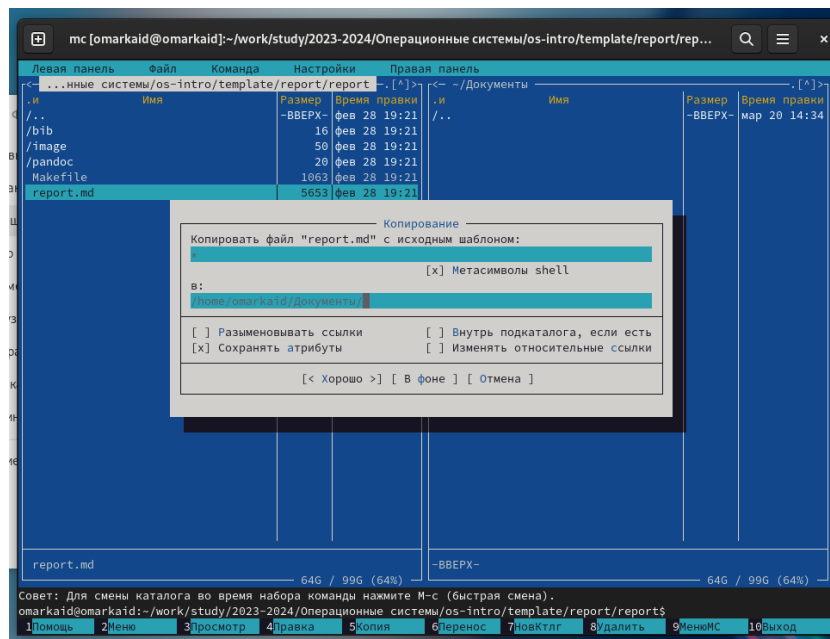 mc [omarkaid@omarkaid]:~/work/study/2023-2024/Операционные системы/os-intro/template/report/rep...
Левая панель Файл Команда Настройки Правая панель
<— ...нные системы/os-intro/template/report/report —.[^]> <— ~/Документы —.[^]>
.и Имя Размер Время правки .и Имя Размер Время правки
/.. -ВВЕРХ- фев 28 19:21 /.. -ВВЕРХ- мар 20 14:34
/bib 16 фев 28 19:21
/image 50 фев 28 19:21
/pandoc 20 фев 28 19:21
Makefile 1063 фев 28 19:21
report.md 5653 фев 28 19:21
Копирование
Копировать файл "report.md" с исходным шаблоном:
*
[x] Метасимволы shell
в:
/home/omarkaid/Документы/
[ ] Разыменовывать ссылки [ ] Внутрь подкаталога, если есть
[x] Сохранять атрибуты [ ] Изменять относительные ссылки
[< Хорошо >] [ В фоне ] [ Отмена ]
report.md -ВВЕРХ-
64G / 99G (64%) 64G / 99G (64%)
Совет: Для смены каталога во время набора команды нажмите M-c (быстрая смена).
omarkaid@omarkaid:~/work/study/2023-2024/Операционные системы/os-intro/template/report/report$
1Помощь 2Меню 3Просмотр 4Правка 5Копия 6Перенос 7НовКтлг 8Удалить 9МенюMC 10Выход